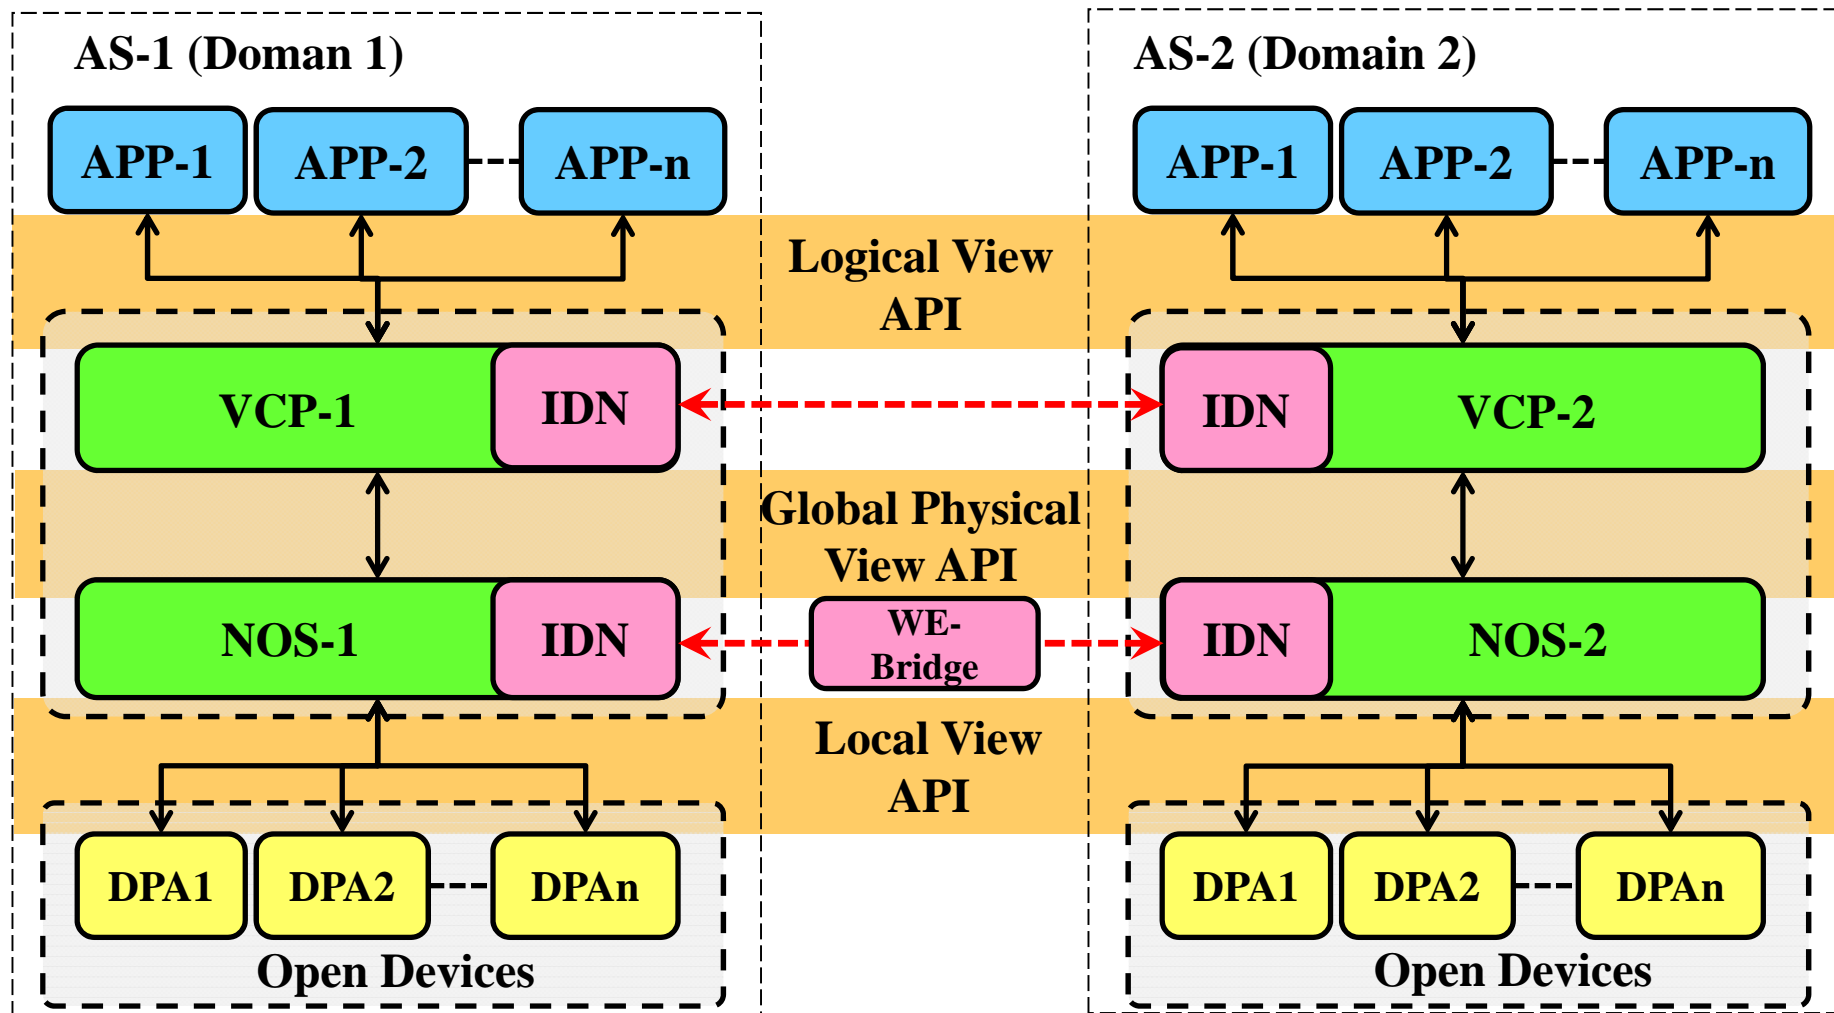 AS-1 (Doman 1)
AS-2 (Domain 2)
APP-1
APP-2
APP-n
APP-1
APP-2
APP-n
Logical View
API
VCP-1
IDN
IDN
VCP-2
Global Physical
View API
NOS-1
IDN
WE-
Bridge
IDN
NOS-2
Local View
API
DPA1
DPA2
DPAn
DPA1
DPA2
DPAn
Open Devices
Open Devices